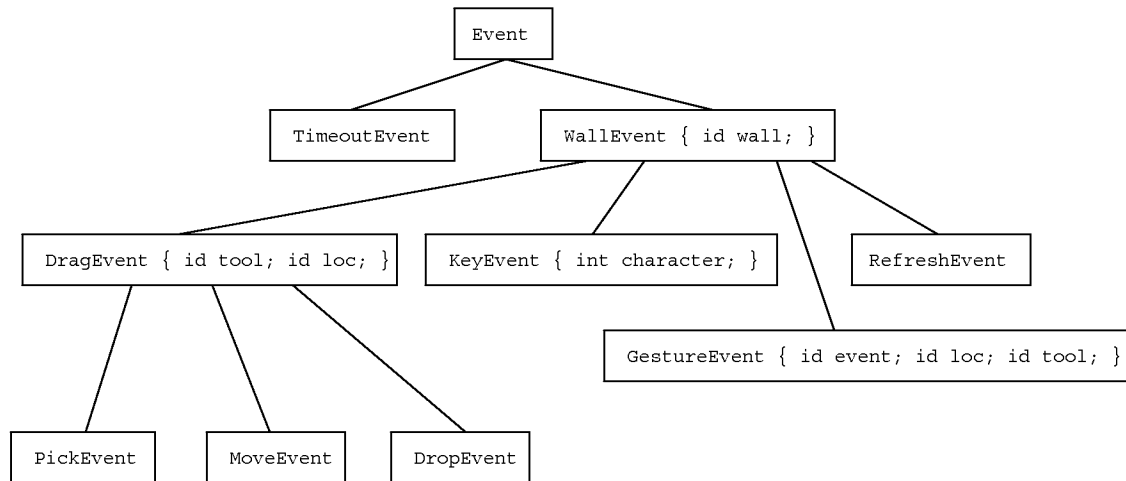 Event
TimeoutEvent
WallEvent { id wall; }
DragEvent { id tool; id loc; }
KeyEvent { int character; }
RefreshEvent
GestureEvent { id event; id loc; id tool; }
PickEvent
MoveEvent
DropEvent